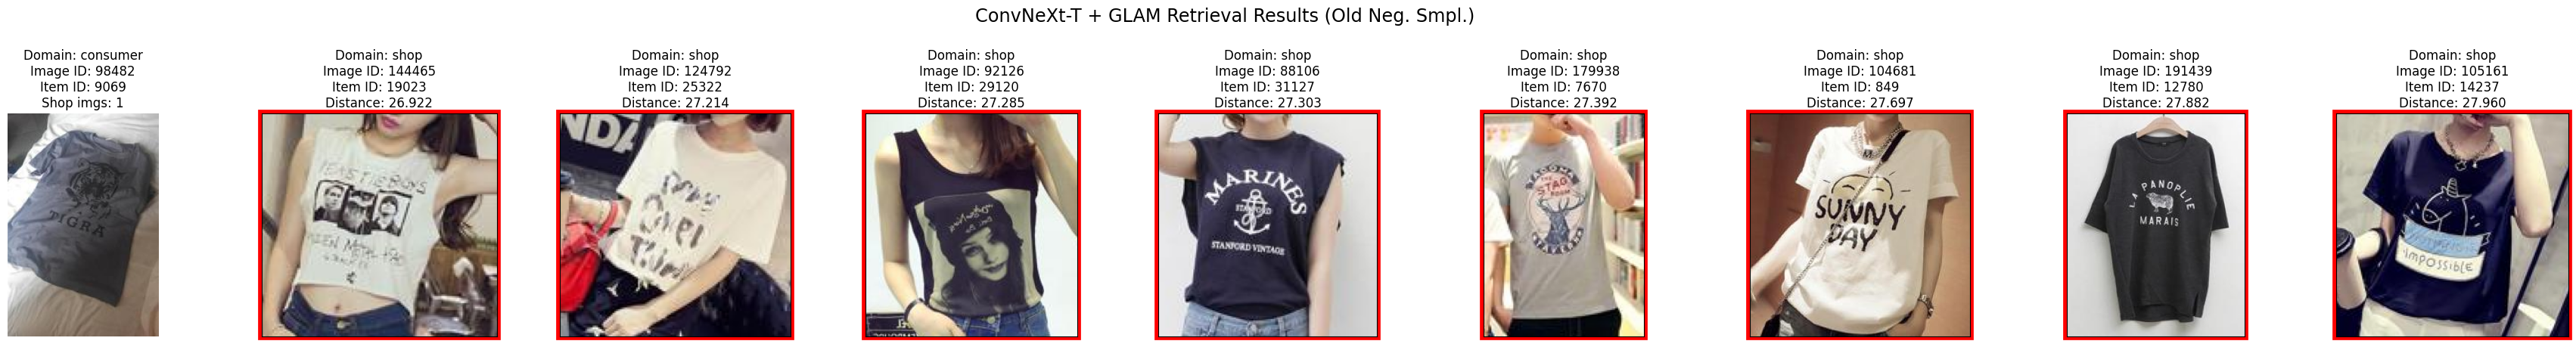 ConvNeXt-T + GLAM Retrieval Results (Old Neg. Smpl.)
Domain: consumer
Image ID: 98482
Item ID: 9069
Shop imgs: 1
TIGRA
Domain: shop
Image ID: 144465
Item ID: 19023
Distance: 26.922
Domain: shop
Image ID: 124792
Item ID: 25322
Distance: 27.214
NDA
Domain: shop
Image ID: 92126
Item ID: 29120
Distance: 27.285
Domain: shop
Image ID: 88106
Item ID: 31127
Distance: 27.303
MARINES
STANFORD
STANFORD VINTAGE
Domain: shop
Image ID: 179938
Item ID: 7670
Distance: 27.392
TACOMA
THE
STAG
ROOM
TAVERN
Domain: shop
Image ID: 104681
Item ID: 849
Distance: 27.697
SUNNY
DAY
Domain: shop
Image ID: 191439
Item ID: 12780
Distance: 27.882
LA PANOPLIE
MARAIS
Domain: shop
Image ID: 105161
Item ID: 14237
Distance: 27.960
impossible